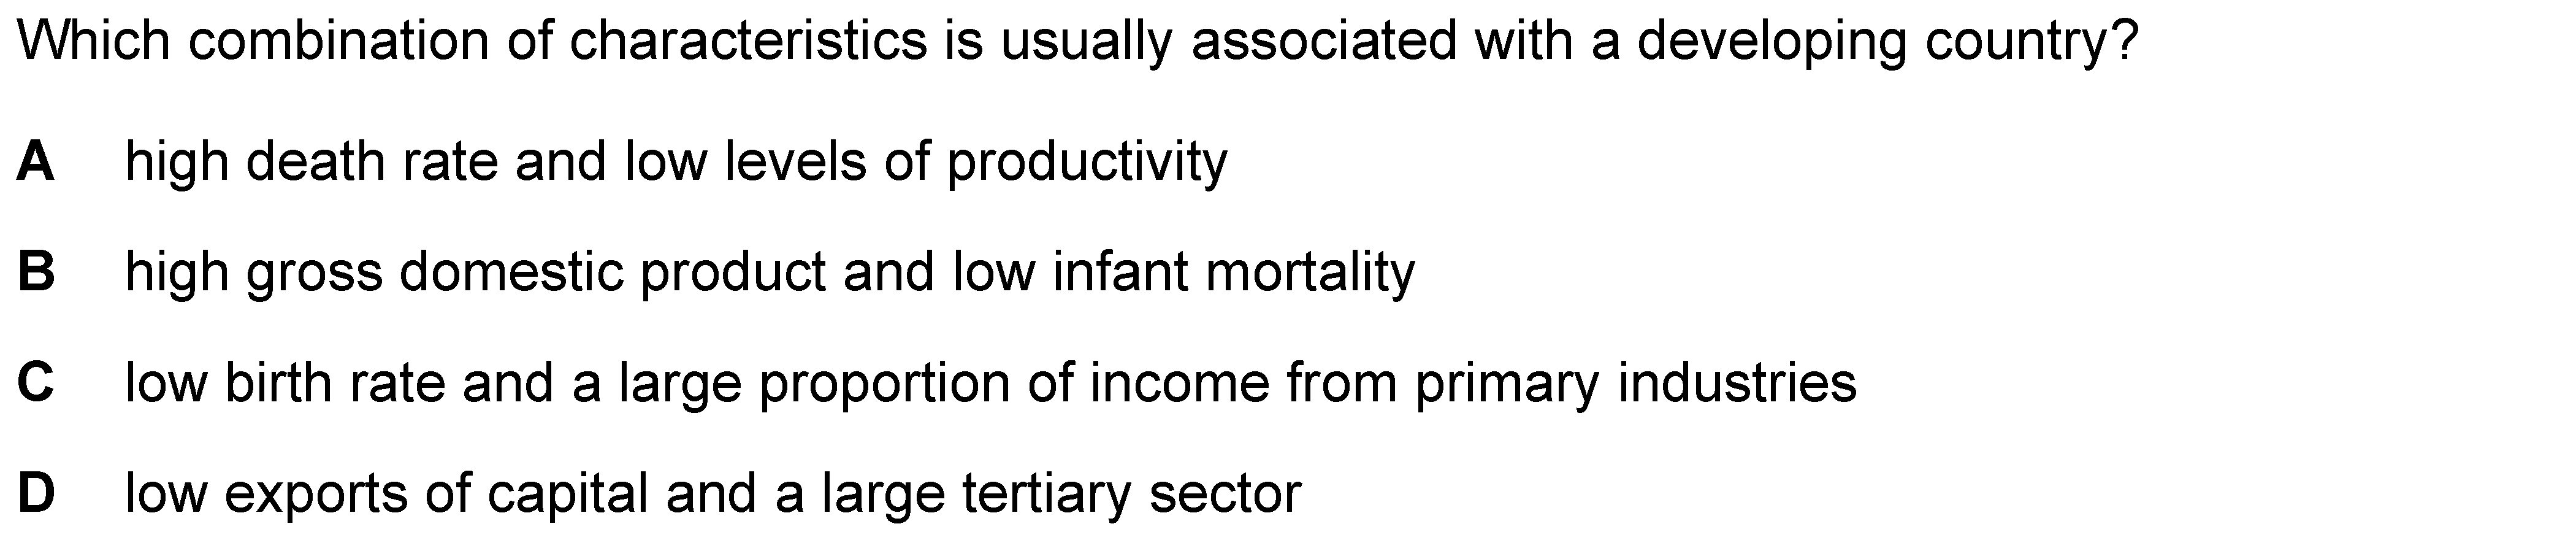 Which combination of characteristics is usually associated with a developing country?
A high death rate and low levels of productivity
B high gross domestic product and low infant mortality
C low birth rate and a large proportion of income from primary industries
D low exports of capital and a large tertiary sector